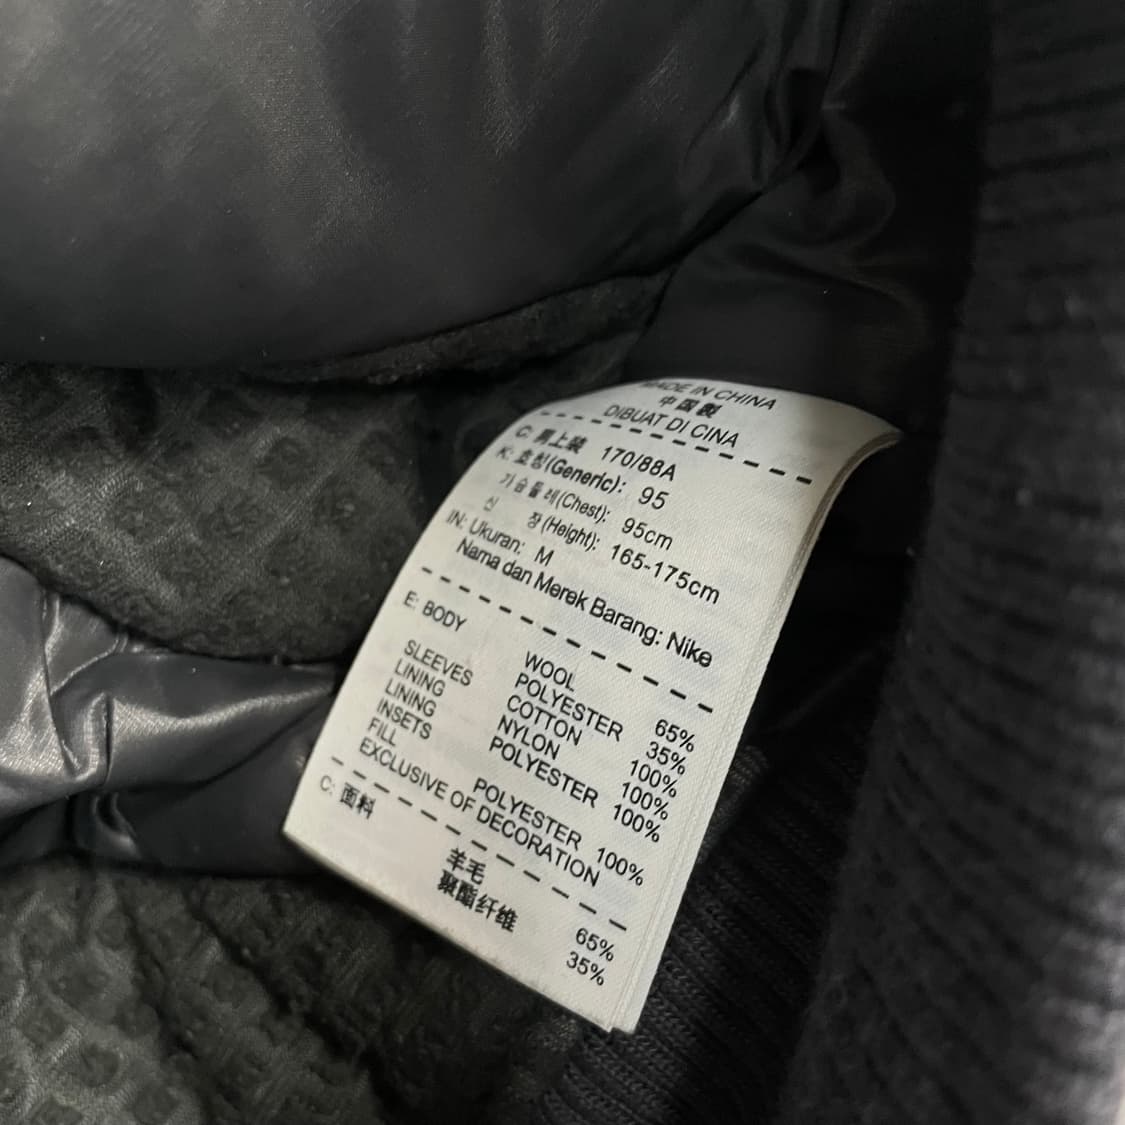 MADE IN CHINA
中国製
DIBUAT DI CINA
C: 男上装 170/88A
K: 호칭(Generic): 95
가슴둘레(Chest): 95cm
신 장(Height): 165-175cm
IN: Ukuran: M
Nama dan Merek Barang: Nike
E: BODY WOOL 65%
POLYESTER 35%
SLEEVES COTTON 100%
LINING NYLON 100%
LINING POLYESTER 100%
INSETS
FILL POLYESTER 100%
EXCLUSIVE OF DECORATION
C: 面料 羊毛 65%
聚酯纤维 35%